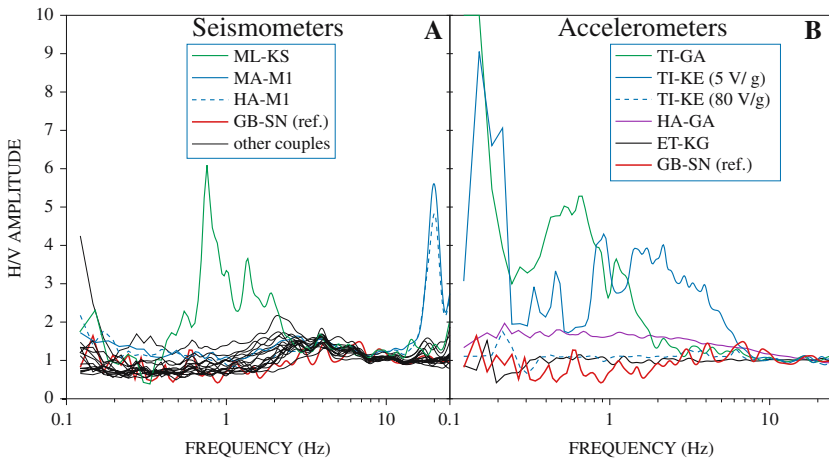 Seismometers
A
ML-KS
MA-M1
HA-M1
GB-SN (ref.)
other couples
Accelerometers
B
TI-GA
TI-KE (5 V/ g)
TI-KE (80 V/g)
HA-GA
ET-KG
GB-SN (ref.)
H/V AMPLITUDE
10
9
8
7
6
5
4
3
2
1
0
0.1
1
10
0.1
1
10
FREQUENCY (Hz)
FREQUENCY (Hz)